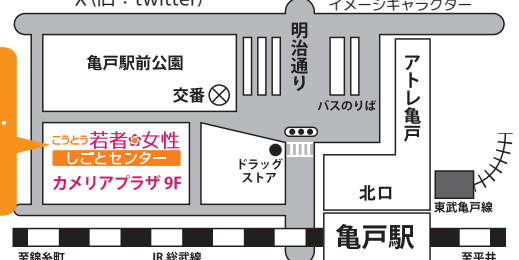 X (旧：twitter)
イメージキャラクター
明治通り
亀戸駅前公園
交番
バスのりば
アトレ亀戸
こうとう若者女性
しごとセンター
カメリアプラザ 9F
ドラッグ
ストア
北口
東武亀戸線
亀戸駅
至錦糸町
JR 総武線
至平井